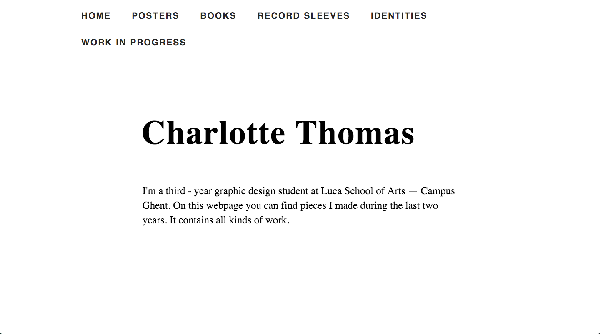 HOME POSTERS BOOKS RECORD SLEEVES IDENTITIES
WORK IN PROGRESS
Charlotte Thomas
I'm a third - year graphic design student at Luca School of Arts — Campus
Ghent. On this webpage you can find pieces I made during the last two
years. It contains all kinds of work.